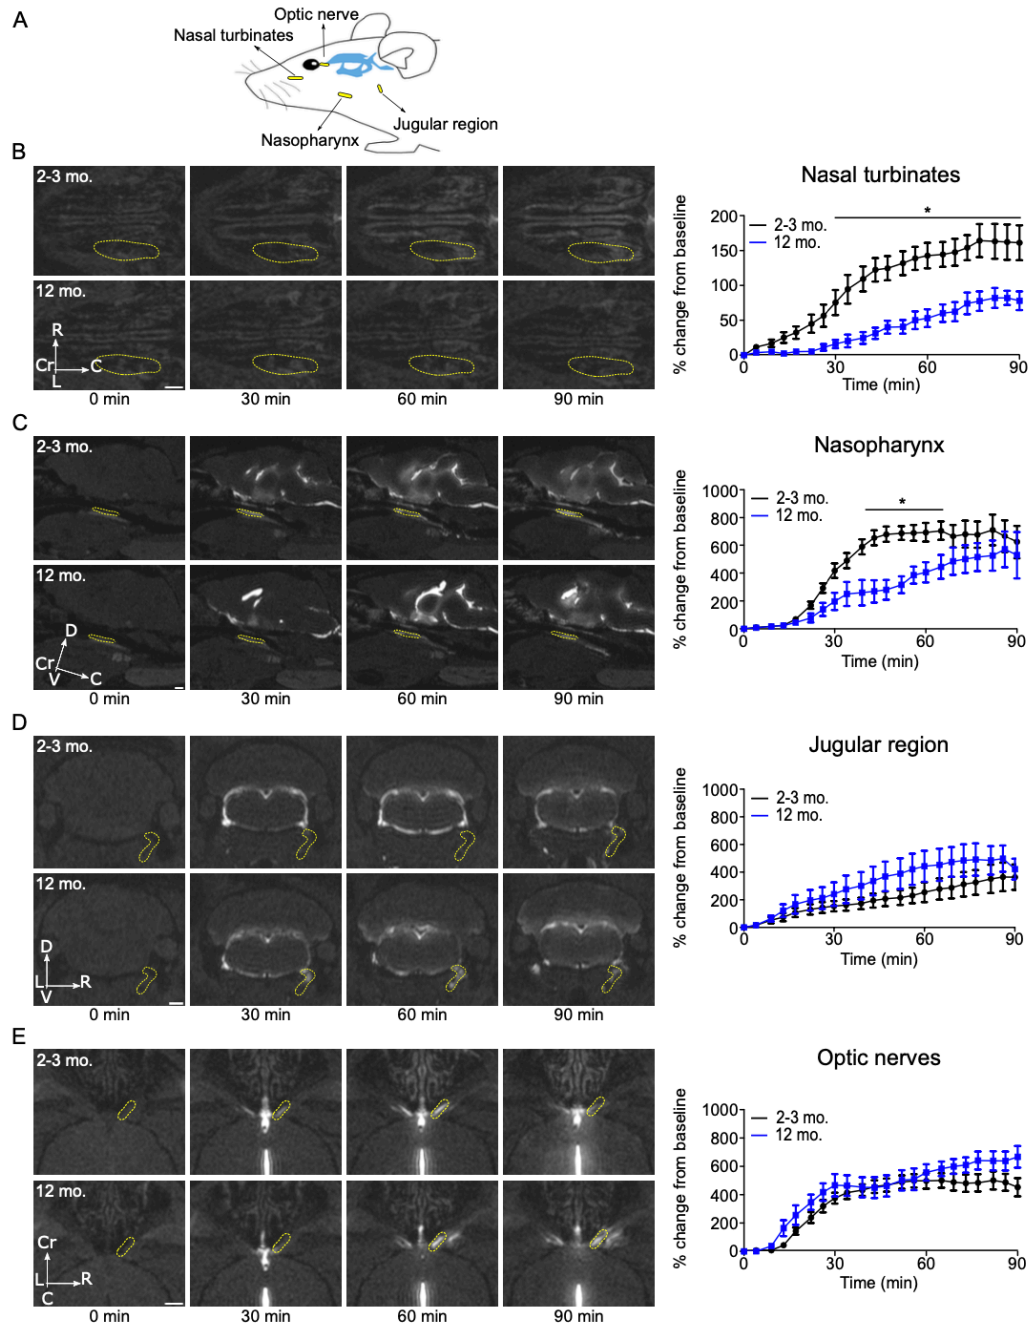 A
Optic nerve
Nasal turbinates
Jugular region
Nasopharynx
B
2-3 mo.
12 mo.
R
Cr
C
L
0 min
30 min
60 min
90 min
Nasal turbinates
% change from baseline
200
150
100
50
0
*
2-3 mo.
12 mo.
30
60
90
Time (min)
C
2-3 mo.
12 mo.
D
Cr
V
C
0 min
30 min
60 min
90 min
Nasopharynx
% change from baseline
1000
800
600
400
200
0
*
2-3 mo.
12 mo.
30
60
90
Time (min)
D
2-3 mo.
12 mo.
D
L
R
V
0 min
30 min
60 min
90 min
Jugular region
% change from baseline
1000
800
600
400
200
0
2-3 mo.
12 mo.
30
60
90
Time (min)
E
2-3 mo.
12 mo.
Cr
L
R
C
0 min
30 min
60 min
90 min
Optic nerves
% change from baseline
1000
800
600
400
200
0
2-3 mo.
12 mo.
30
60
90
Time (min)